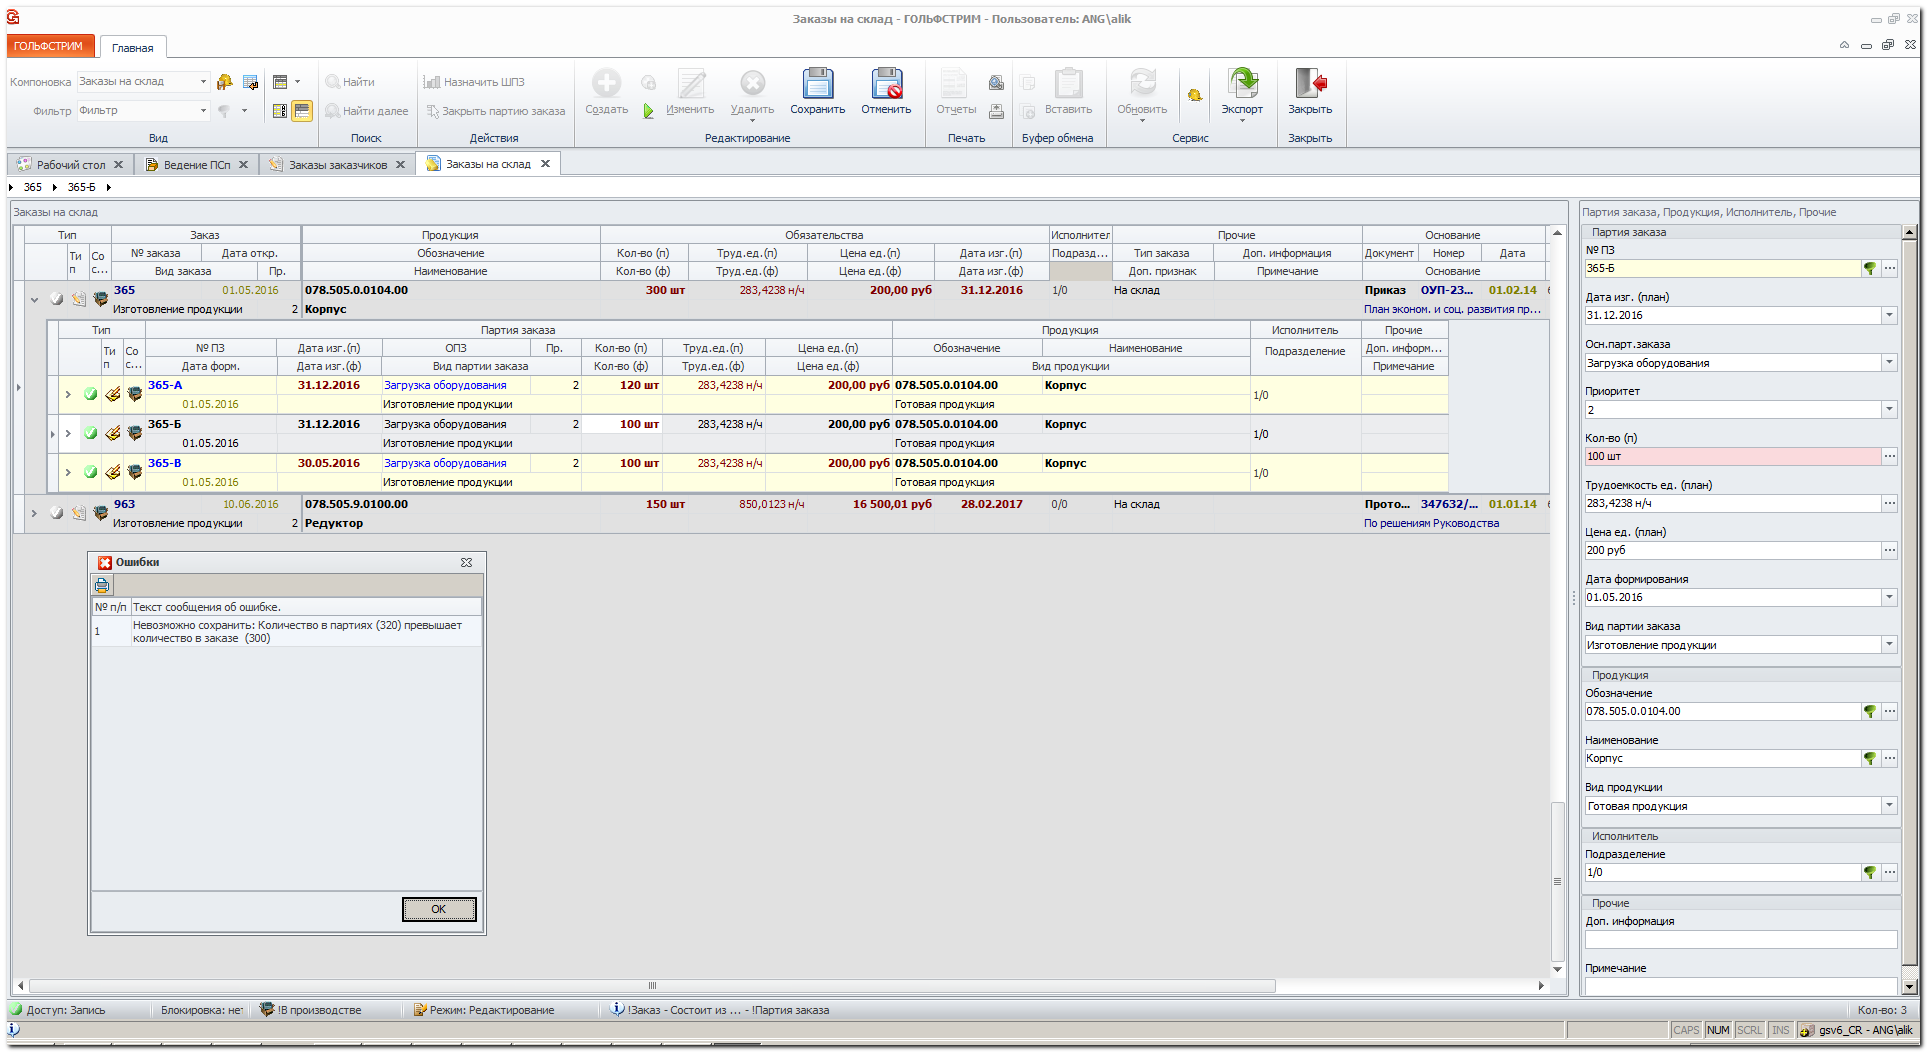 Заказы на склад - ГОЛЬФСТРИМ - Пользователь: ANG\alik
ГОЛЬФСТРИМ Главная
Компоновка Заказы на склад Найти Назначить ШПЗ Создать Изменить Удалить Сохранить Отменить Отчеты Вставить Обновить Экспорт Закрыть
Фильтр Фильтр Найти далее Закрыть партию заказа
Вид Поиск Действия Редактирование Печать Буфер обмена Сервис Закрыть
Рабочий стол Ведение ПСп Заказы заказчиков Заказы на склад
365 365-Б
Заказы на склад
Тип Заказ Продукция Обязательства Исполнител Прочие Основание
Ти п Со с... № заказа Дата откр. Обозначение Кол-во (п) Труд.ед.(п) Цена ед.(п) Дата изг.(п) Подразд... Тип заказа Доп. информация Документ Номер Дата
Вид заказа Пр. Наименование Кол-во (ф) Труд.ед.(ф) Цена ед.(ф) Дата изг.(ф) Доп. признак Примечание Основание
365 01.05.2016 078.505.0.0104.00 300 шт 283,4238 н/ч 200,00 руб 31.12.2016 1/0 На склад Приказ ОУП-23... 01.02.14
Изготовление продукции 2 Корпус План эконом. и соц. развития пр...
Тип Партия заказа Продукция Исполнитель Прочие
Ти п Со с... № ПЗ Дата изг.(п) ОПЗ Пр. Кол-во (п) Труд.ед.(п) Цена ед.(п) Обозначение Наименование Подразделение Доп. информ...
Дата форм. Дата изг.(ф) Вид партии заказа Кол-во (ф) Труд.ед.(ф) Цена ед.(ф) Вид продукции Примечание
365-А 31.12.2016 Загрузка оборудования 2 120 шт 283,4238 н/ч 200,00 руб 078.505.0.0104.00 Корпус 1/0
01.05.2016 Изготовление продукции Готовая продукция
365-Б 31.12.2016 Загрузка оборудования 2 100 шт 283,4238 н/ч 200,00 руб 078.505.0.0104.00 Корпус 1/0
01.05.2016 Изготовление продукции Готовая продукция
365-В 30.05.2016 Загрузка оборудования 2 100 шт 283,4238 н/ч 200,00 руб 078.505.0.0104.00 Корпус 1/0
01.05.2016 Изготовление продукции Готовая продукция
963 10.06.2016 078.505.9.0100.00 150 шт 850,0123 н/ч 16 500,01 руб 28.02.2017 0/0 На склад Прото... 347632/... 01.01.14
Изготовление продукции 2 Редуктор По решениям Руководства
Ошибки
№ п/п Текст сообщения об ошибке.
1 Невозможно сохранить: Количество в партиях (320) превышает
количество в заказе (300)
OK
Партия заказа, Продукция, Исполнитель, Прочие
Партия заказа
№ ПЗ
365-Б
Дата изг. (план)
31.12.2016
Осн.парт.заказа
Загрузка оборудования
Приоритет
2
Кол-во (п)
100 шт
Трудоемкость ед. (план)
283,4238 н/ч
Цена ед. (план)
200 руб
Дата формирования
01.05.2016
Вид партии заказа
Изготовление продукции
Продукция
Обозначение
078.505.0.0104.00
Наименование
Корпус
Вид продукции
Готовая продукция
Исполнитель
Подразделение
1/0
Прочие
Доп. информация
Примечание
Доступ: Запись Блокировка: нет !В производстве Режим: Редактирование !Заказ - Состоит из ... - !Партия заказа Кол-во: 3
CAPS NUM SCRL INS gsv6_CR - ANG\alik